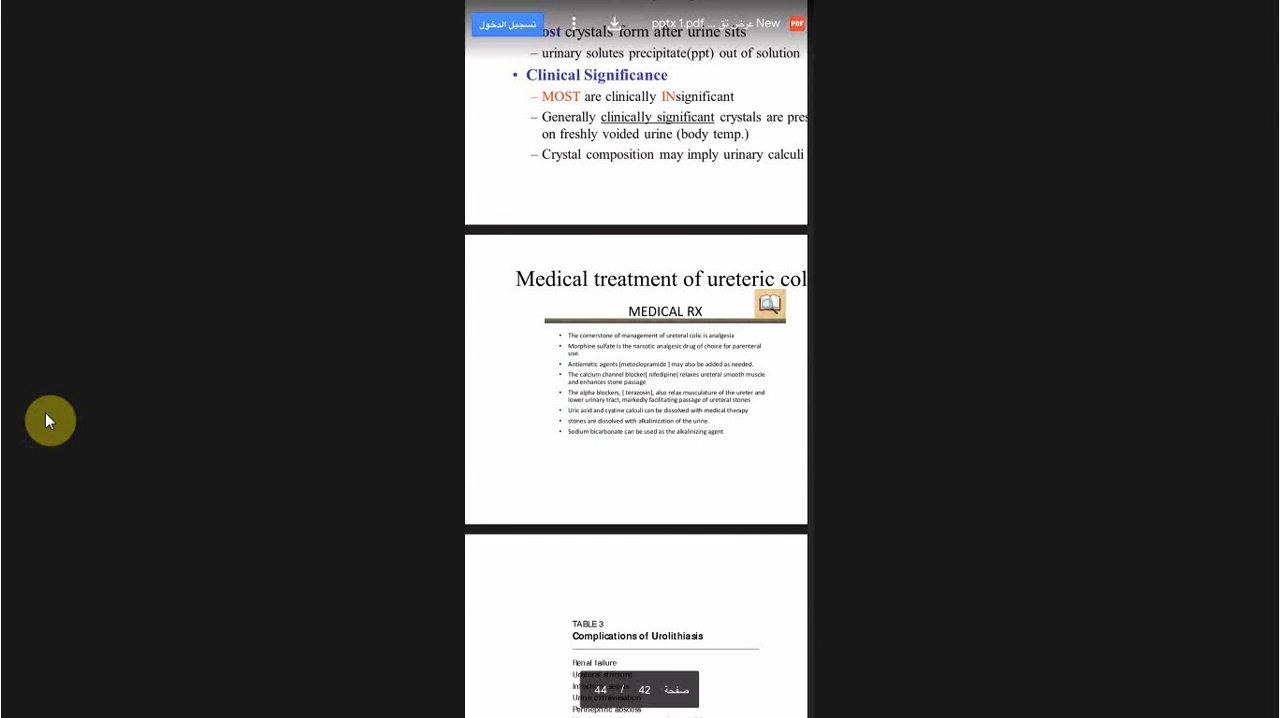 تسجيل الدخول
New عرض تق ... pptx 1.pdf
PDF
ost crystals form after urine sits
– urinary solutes precipitate(ppt) out of solution
• Clinical Significance
– MOST are clinically INsignificant
– Generally clinically significant crystals are pres
on freshly voided urine (body temp.)
– Crystal composition may imply urinary calculi
Medical treatment of ureteric col
MEDICAL RX
• The cornerstone of management of ureteral colic is analgesia
• Morphine sulfate is the narcotic analgesic drug of choice for parenteral
use.
• Antiemetic agents [metoclopramide ] may also be added as needed.
• The calcium channel blocker[ nifedipine] relaxes ureteral smooth muscle
and enhances stone passage
• The alpha blockers, [ terazosin], also relax musculature of the ureter and
lower urinary tract, markedly facilitating passage of ureteral stones
• Uric acid and cystine calculi can be dissolved with medical therapy
• stones are dissolved with alkalinization of the urine.
• Sodium bicarbonate can be used as the alkalinizing agent
TABLE 3
Complications of Urolithiasis
Renal failure
Ureteral stricture
Urine extravasation
Perinephric abscess
صفحة 42 / 44